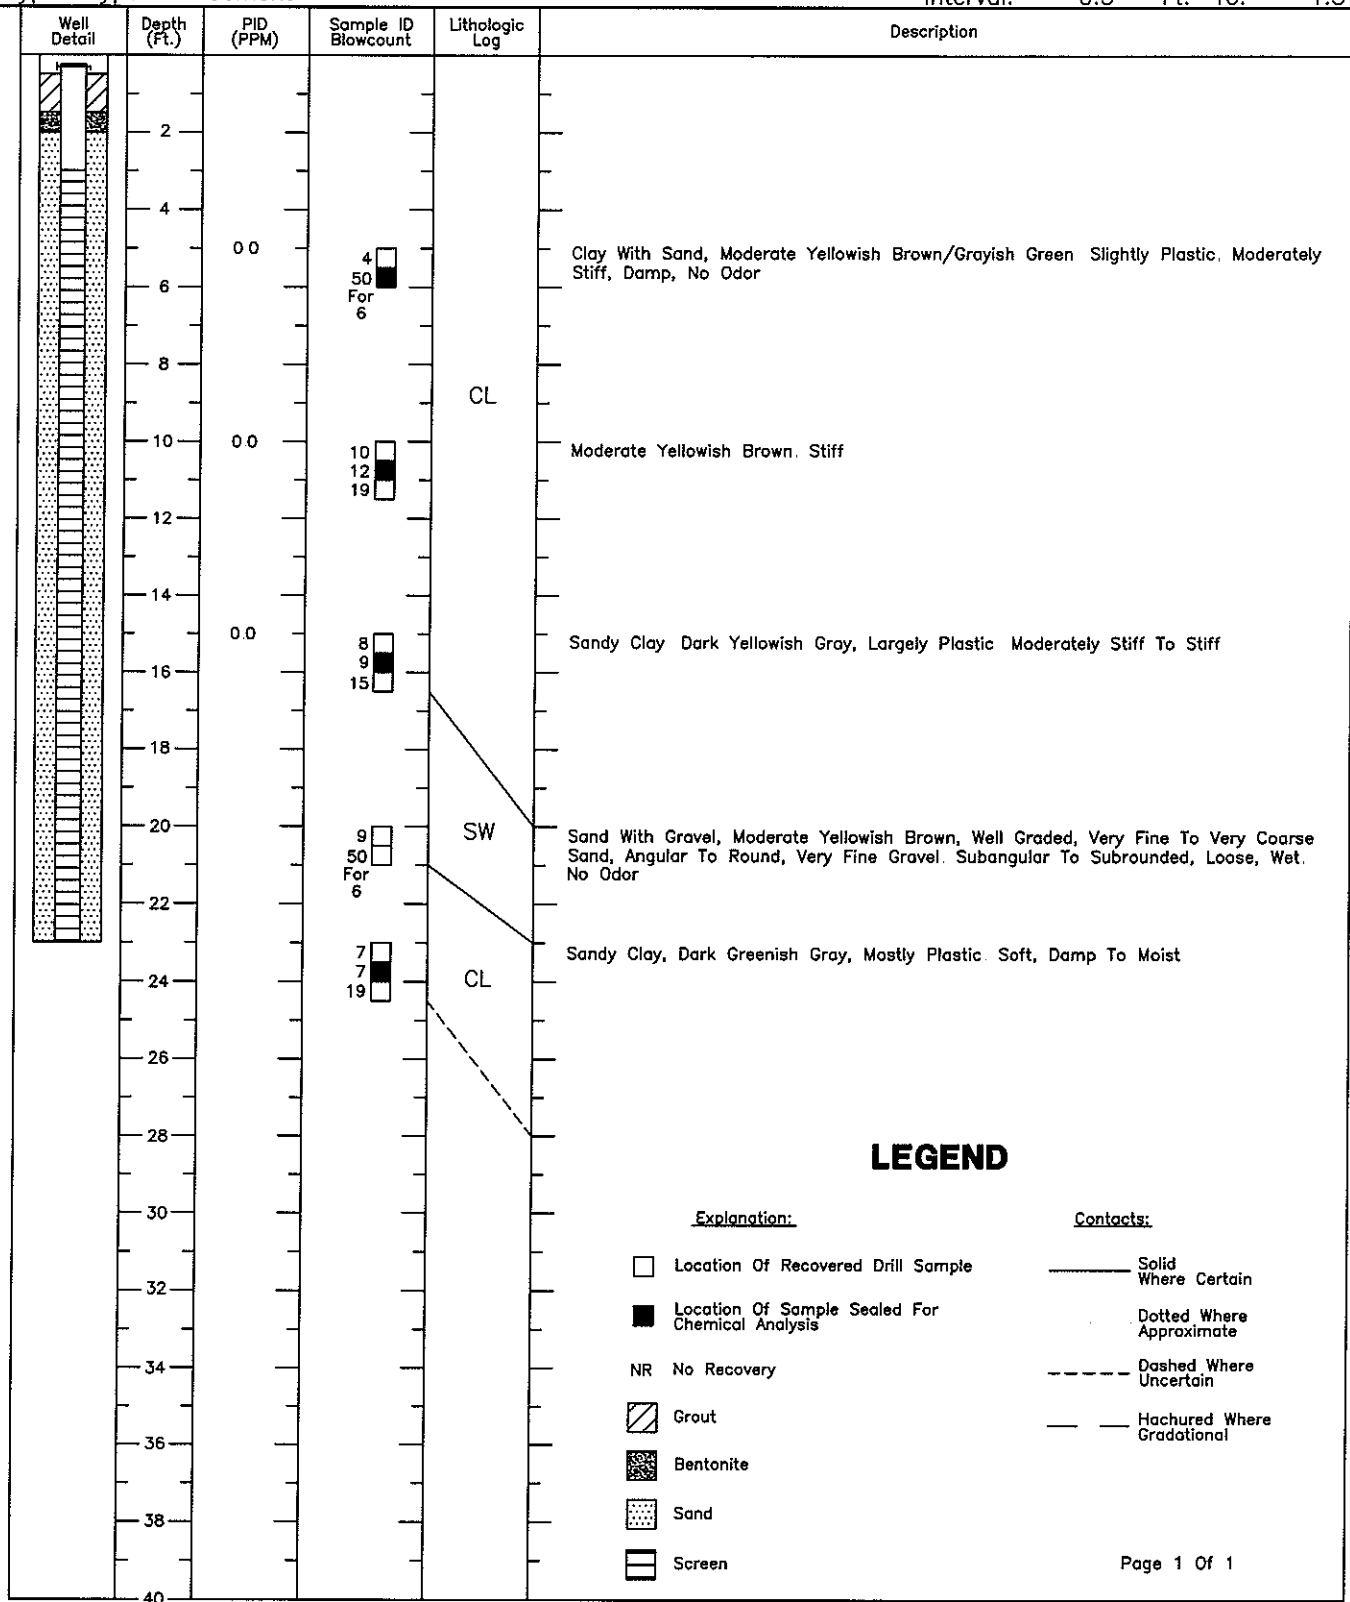 Interval:
Well Detail
Depth (Ft.)
PID (PPM)
Sample ID Blowcount
Lithologic Log
Description
2
4
0 0
4
50
For
6
Clay With Sand, Moderate Yellowish Brown/Grayish Green Slightly Plastic, Moderately
Stiff, Damp, No Odor
6
8
CL
10
0 0
10
12
19
Moderate Yellowish Brown. Stiff
12
14
0 0
8
9
15
Sandy Clay Dark Yellowish Gray, Largely Plastic Moderately Stiff To Stiff
16
18
20
9
50
For
6
SW
Sand With Gravel, Moderate Yellowish Brown, Well Graded, Very Fine To Very Coarse
Sand, Angular To Round, Very Fine Gravel. Subangular To Subrounded, Loose, Wet.
No Odor
22
7
7
19
Sandy Clay, Dark Greenish Gray, Mostly Plastic. Soft, Damp To Moist
24
CL
26
28
LEGEND
30
Explanation:
Contacts:
Location Of Recovered Drill Sample
Solid
Where Certain
32
Location Of Sample Sealed For
Chemical Analysis
Dotted Where
Approximate
34
NR No Recovery
Dashed Where
Uncertain
Grout
Hachured Where
Gradational
36
Bentonite
38
Sand
Screen
Page 1 Of 1
40